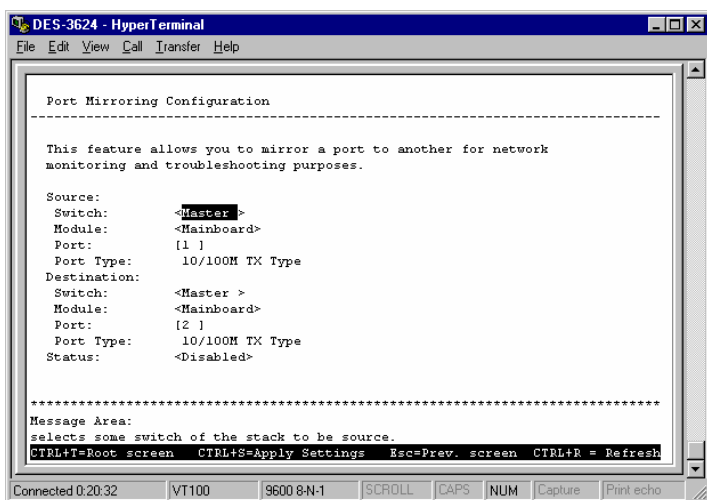 DES-3624 - HyperTerminal
File Edit View Call Transfer Help
Port Mirroring Configuration
--------------------------------------------------------------------------------
This feature allows you to mirror a port to another for network
monitoring and troubleshooting purposes.
Source:
Switch: <Master >
Module: <Mainboard>
Port: [1 ]
Port Type: 10/100M TX Type
Destination:
Switch: <Master >
Module: <Mainboard>
Port: [2 ]
Port Type: 10/100M TX Type
Status: <Disabled>
********************************************************************************
Message Area:
selects some switch of the stack to be source.
CTRL+T=Root screen CTRL+S=Apply Settings Esc=Prev. screen CTRL+R = Refresh
Connected 0:20:32 VT100 9600 8-N-1 SCROLL CAPS NUM Capture Print echo